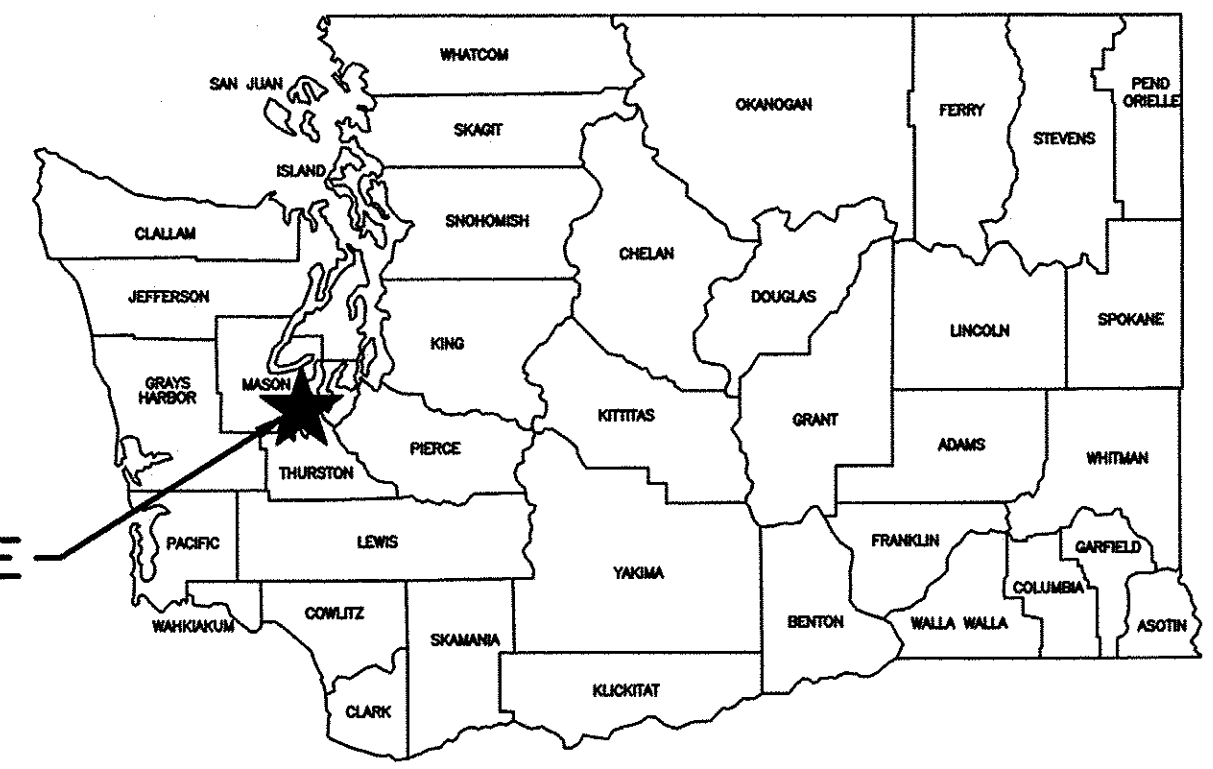 WHATCOM
SAN JUAN
OKANOGAN
PEND
ORIELLE
FERRY
SKAGIT
STEVENS
ISLAND
SNOHOMISH
CLALLAM
CHELAN
JEFFERSON
DOUGLAS
LINCOLN
SPOKANE
KING
GRAYS
HARBOR
MASON
KITTITAS
GRANT
ADAMS
PIERCE
WHITMAN
THURSTON
PACIFIC
LEWIS
FRANKLIN
GARFIELD
YAKIMA
COLUMBIA
COWLITZ
WAHKIAKUM
SKAMANIA
BENTON
WALLA WALLA
ASOTIN
KLICKITAT
CLARK